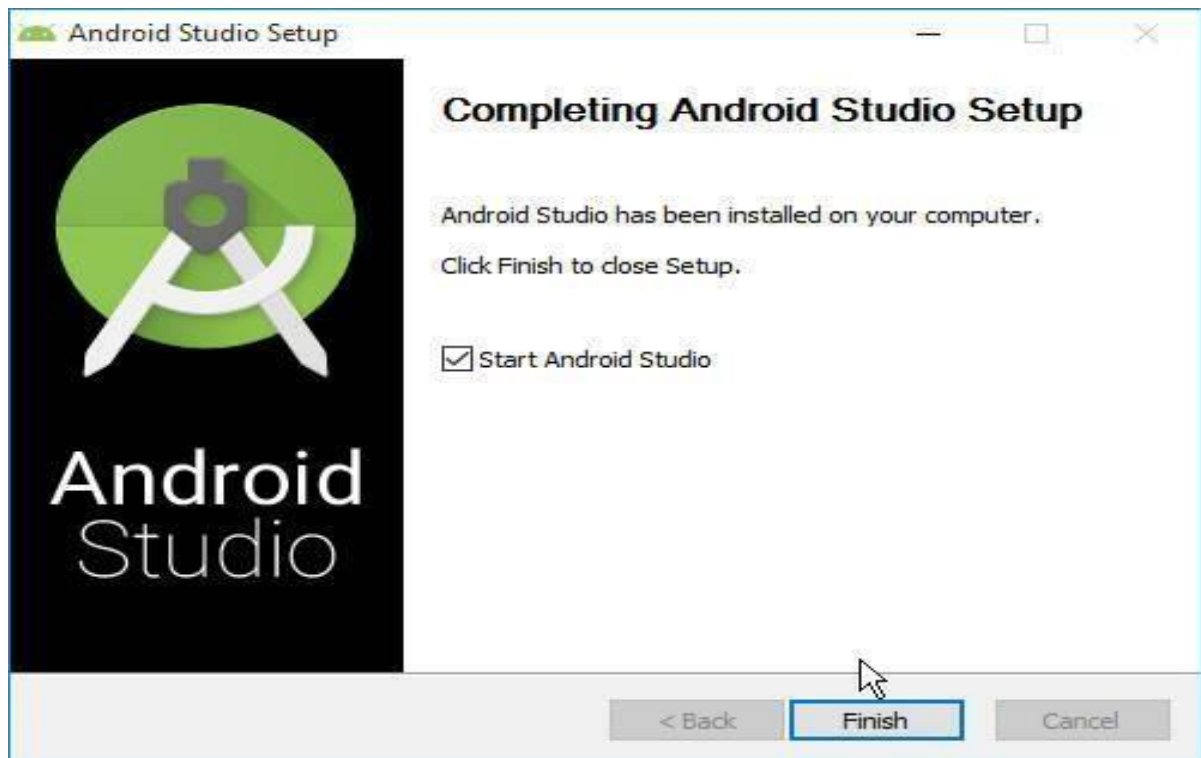 Android Studio Setup
Completing Android Studio Setup
Android Studio has been installed on your computer.
Click Finish to close Setup.
Start Android Studio
Android
Studio
< Back
Finish
Cancel